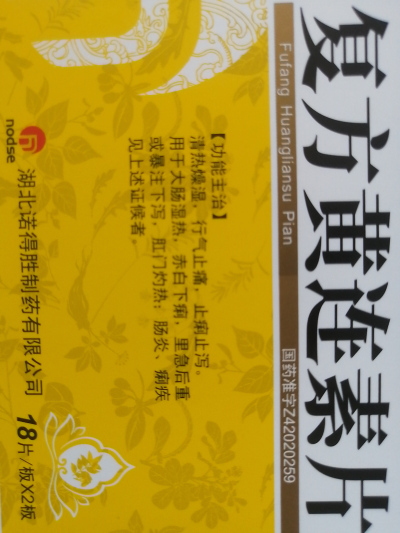 复方黄连素片
Fufang Huangliansu Pian
国药准字Z42020259
【功能主治】
清热燥湿，行气止痛，止痢止泻。
用于大肠湿热，赤白下痢，里急后重
或暴注下泻，肛门灼热；肠炎、痢疾
见上述证候者。
nodse
湖北诺得胜制药有限公司
18片/板X2板